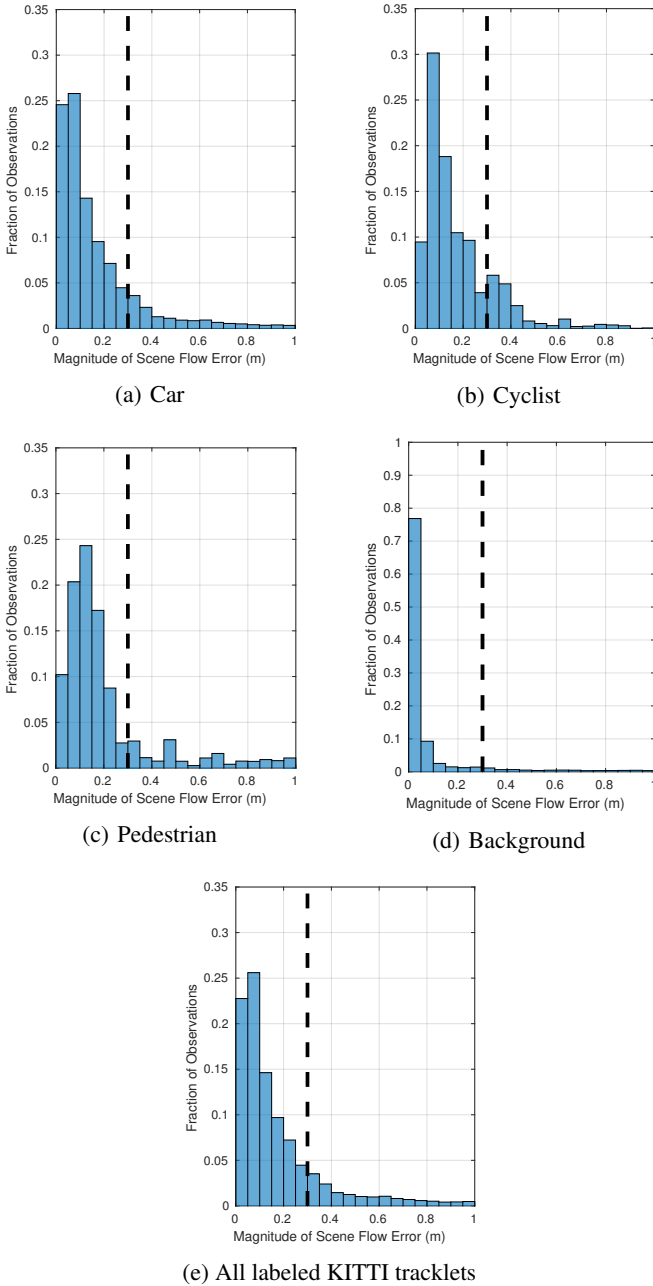 0.35
0.3
0.25
0.2
0.15
0.1
0.05
0
Fraction of Observations
0 0.2 0.4 0.6 0.8 1
Magnitude of Scene Flow Error (m)
(a) Car
0.35
0.3
0.25
0.2
0.15
0.1
0.05
0
Fraction of Observations
0 0.2 0.4 0.6 0.8 1
Magnitude of Scene Flow Error (m)
(b) Cyclist
0.35
0.3
0.25
0.2
0.15
0.1
0.05
0
Fraction of Observations
0 0.2 0.4 0.6 0.8 1
Magnitude of Scene Flow Error (m)
(c) Pedestrian
1
0.9
0.8
0.7
0.6
0.5
0.4
0.3
0.2
0.1
0
Fraction of Observations
0 0.2 0.4 0.6 0.8 1
Magnitude of Scene Flow Error (m)
(d) Background
0.35
0.3
0.25
0.2
0.15
0.1
0.05
0
Fraction of Observations
0 0.2 0.4 0.6 0.8 1
Magnitude of Scene Flow Error (m)
(e) All labeled KITTI tracklets